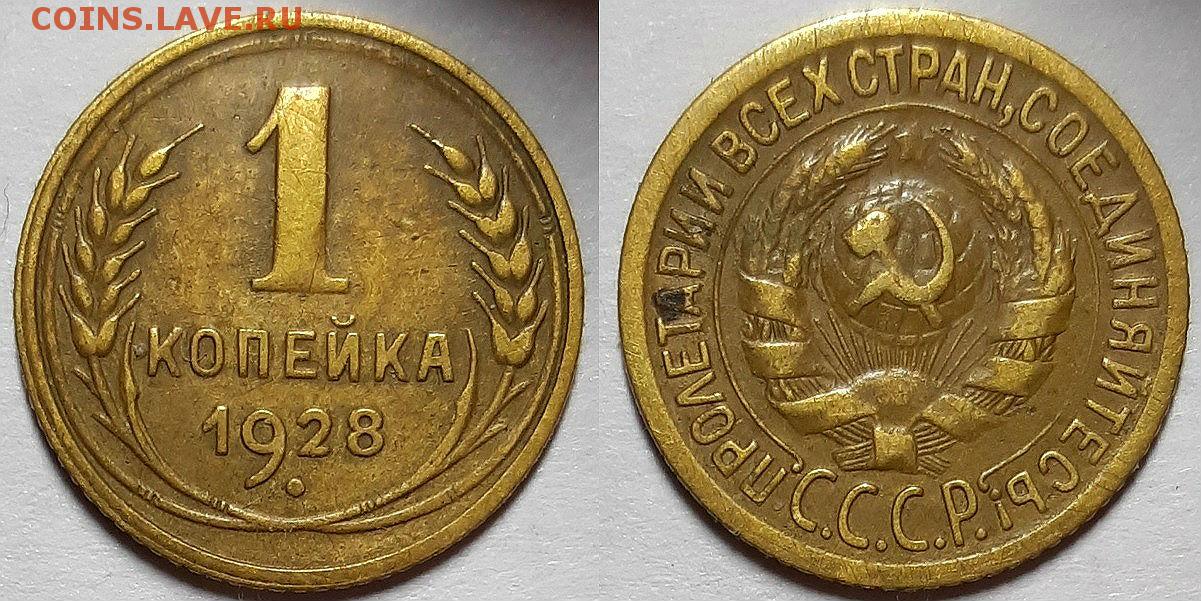 COINS.LAVE.RU
1
КОПЕЙКА
1928
ПРОЛЕТАРИИ ВСЕХ СТРАН, СОЕДИНЯЙТЕСЬ!
С.С.С.Р.